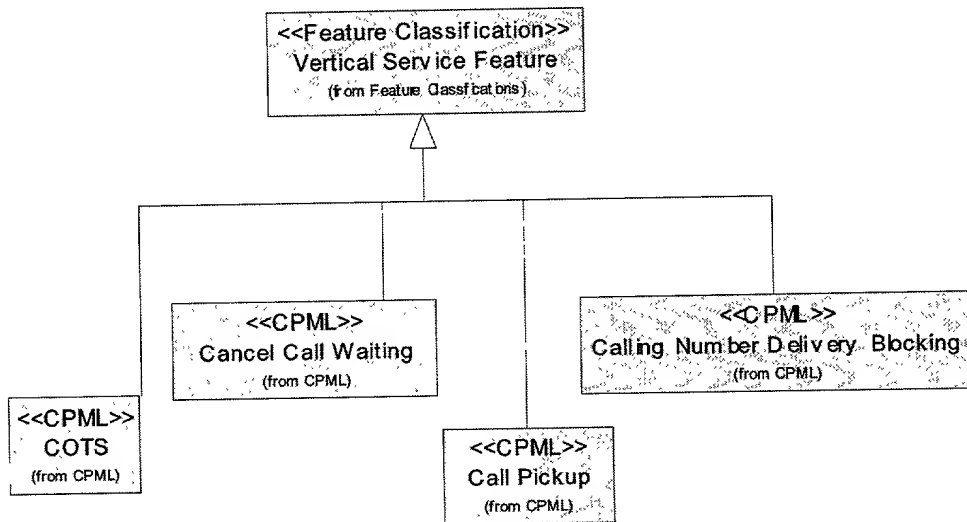 <<Feature Classification>>
Vertical Service Feature
(from Feature Classfications)
<<CPML>>
Cancel Call Waiting
(from CPML)
<<CPML>>
Calling Number Delivery Blocking
(from CPML)
<<CPML>>
COTS
(from CPML)
<<CPML>>
Call Pickup
(from CPML)